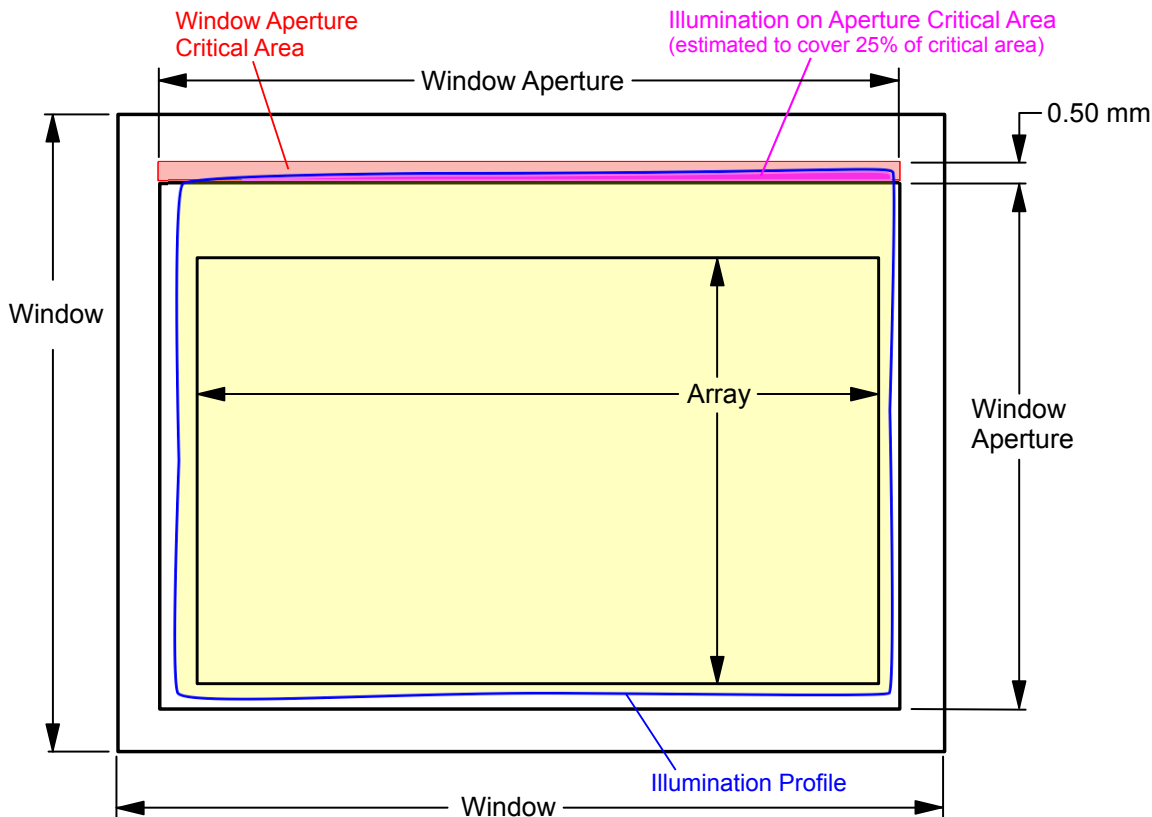 Window Aperture
Critical Area
Illumination on Aperture Critical Area
(estimated to cover 25% of critical area)
Window Aperture
0.50 mm
Window
Array
Window
Aperture
Illumination Profile
Window